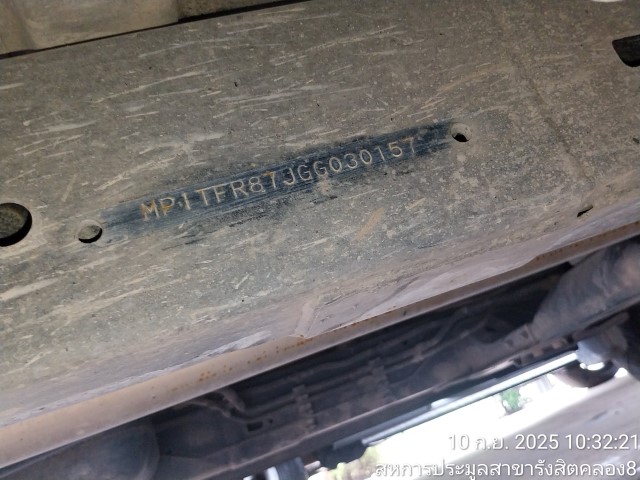 MP1TFR87JGG030157
10 ก.ย. 2025 10:32:21
สหการประมูลสาขารังสิตคลอง8